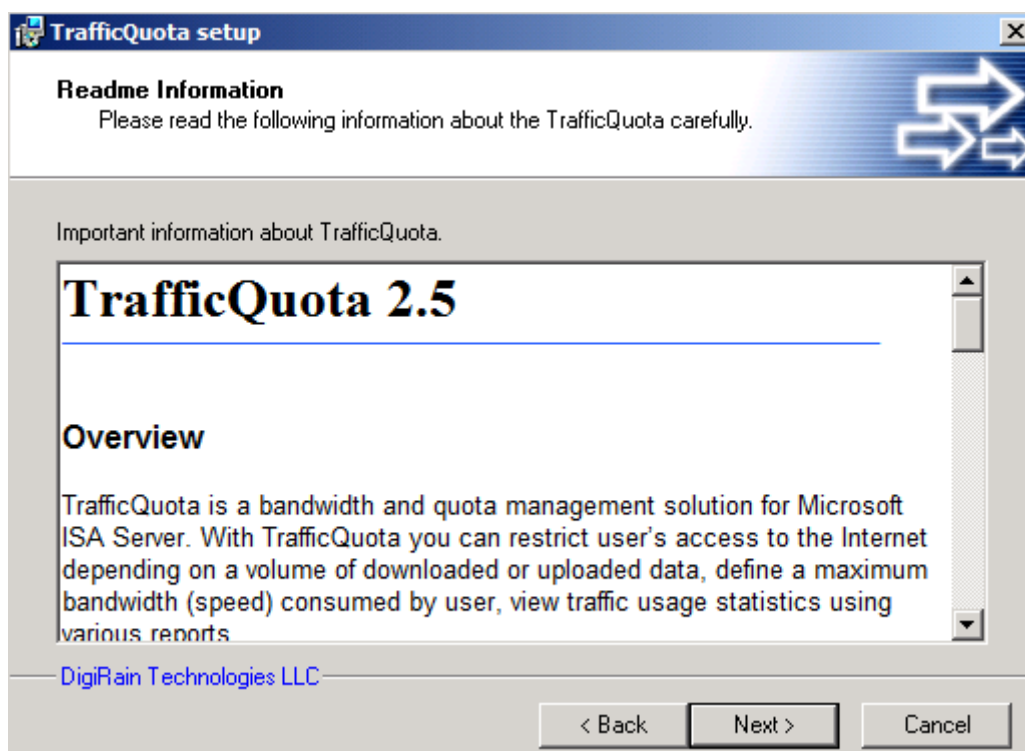 TrafficQuota setup
Readme Information
Please read the following information about the TrafficQuota carefully.
Important information about TrafficQuota.
TrafficQuota 2.5
Overview
TrafficQuota is a bandwidth and quota management solution for Microsoft
ISA Server. With TrafficQuota you can restrict user's access to the Internet
depending on a volume of downloaded or uploaded data, define a maximum
bandwidth (speed) consumed by user, view traffic usage statistics using
various reports
DigiRain Technologies LLC
< Back
Next >
Cancel